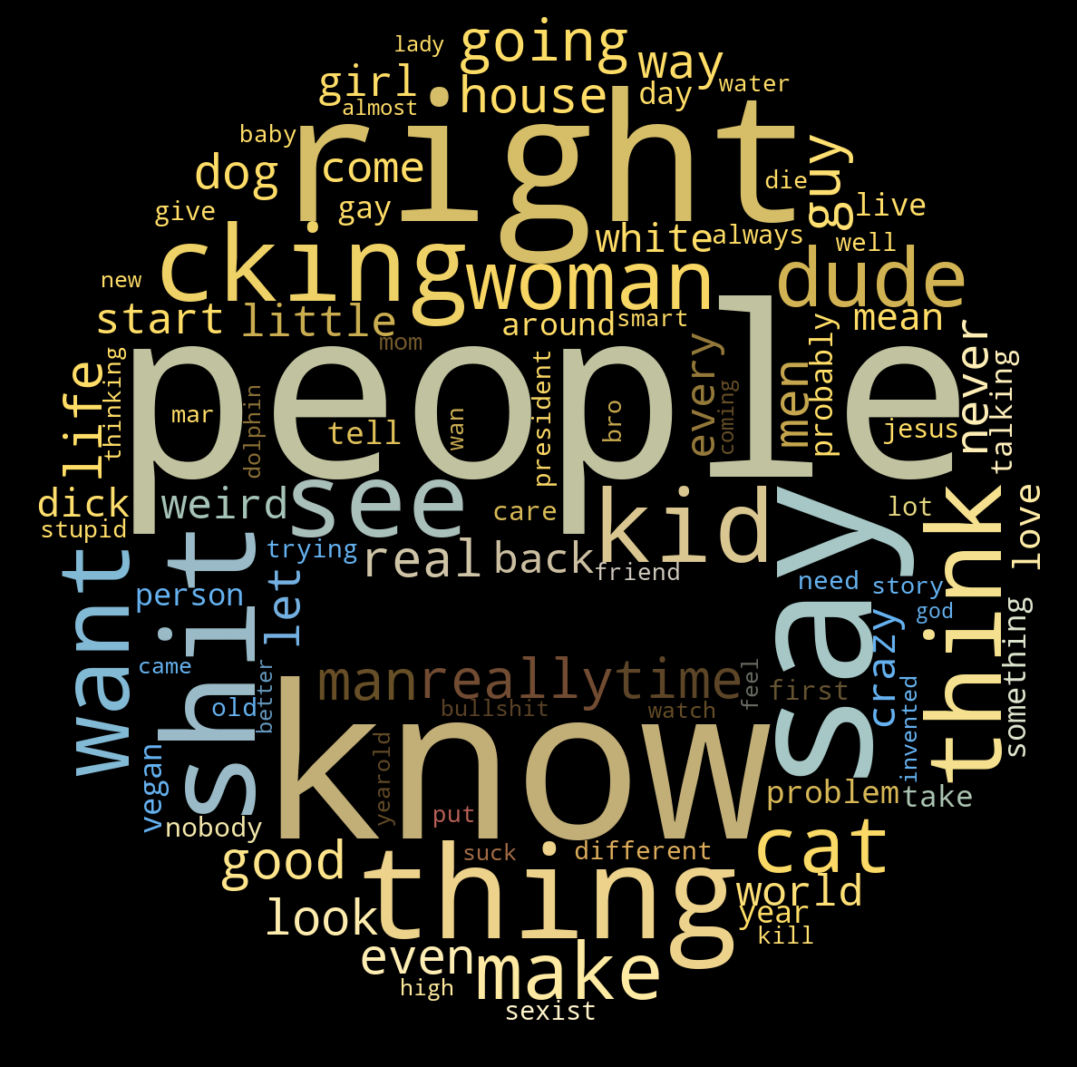 lady
going
way
girl
house
day
water
almost
right
baby
dog
come
die
guy
give
gay
live
cking
white
always
well
woman
dude
new
start
little
around
smart
mean
mom
people
life
thinking
mar
dolphin
tell
wan
president
bro
every
coming
men
probably
jesus
never
talking
dick
weird
see
care
kid
say
lot
think
love
stupid
want
shit
trying
real
back
friend
need
story
person
let
god
crazy
something
came
better
man
really
time
feel
first
old
bullshit
watch
invented
know
vegan
yearold
problem
take
nobody
put
good
thing
suck
different
cat
look
world
year
even
make
kill
high
sexist